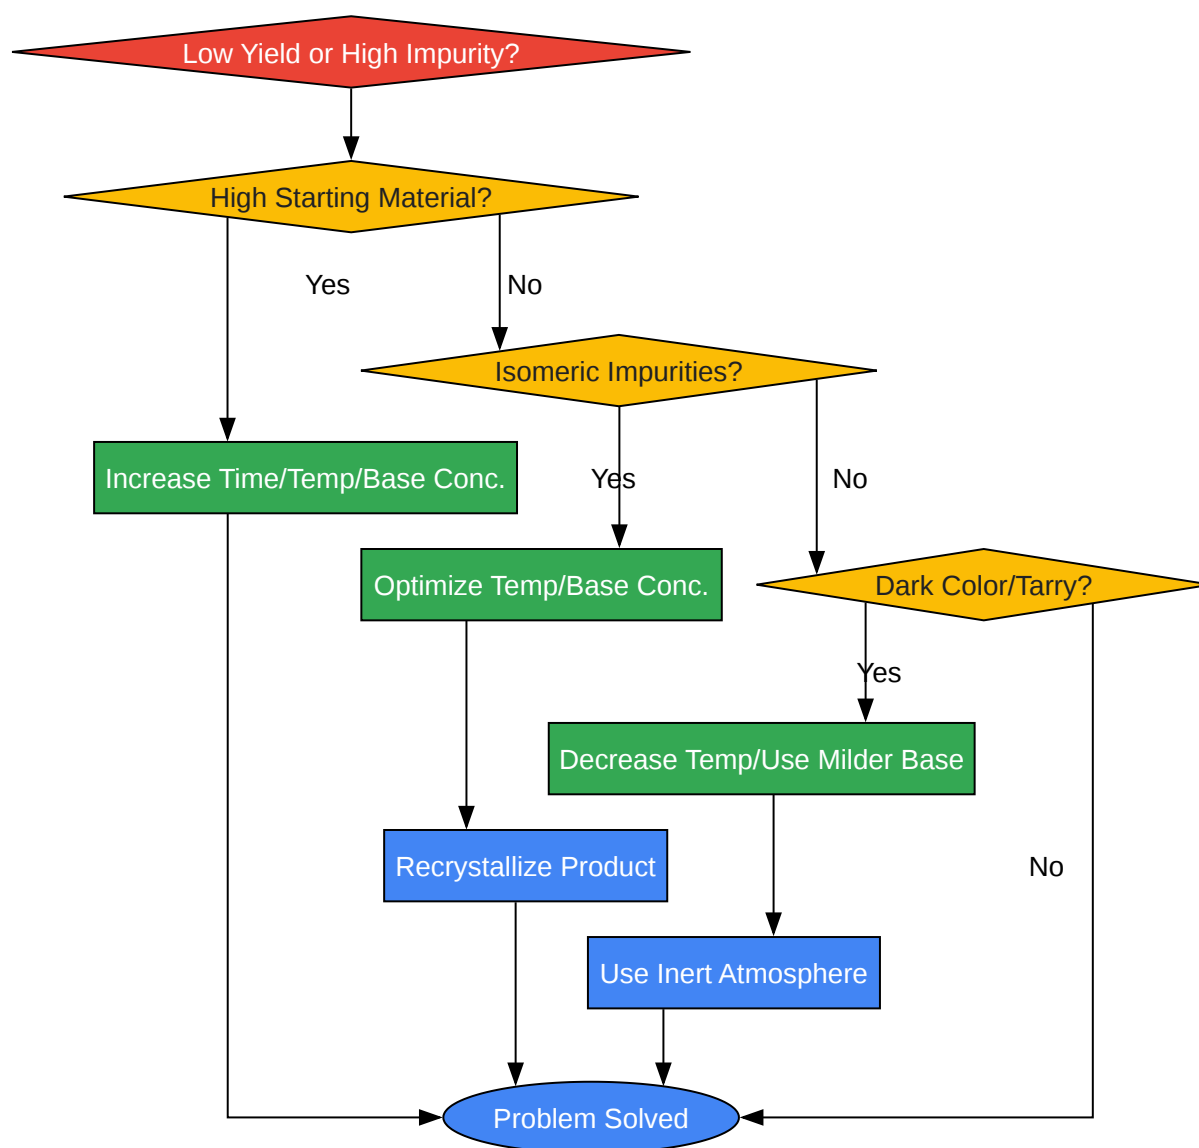 Low Yield or High Impurity?
High Starting Material?
Yes
No
Isomeric Impurities?
Increase Time/Temp/Base Conc.
Yes
No
Optimize Temp/Base Conc.
Dark Color/Tarry?
Yes
Decrease Temp/Use Milder Base
Recrystallize Product
No
Use Inert Atmosphere
Problem Solved